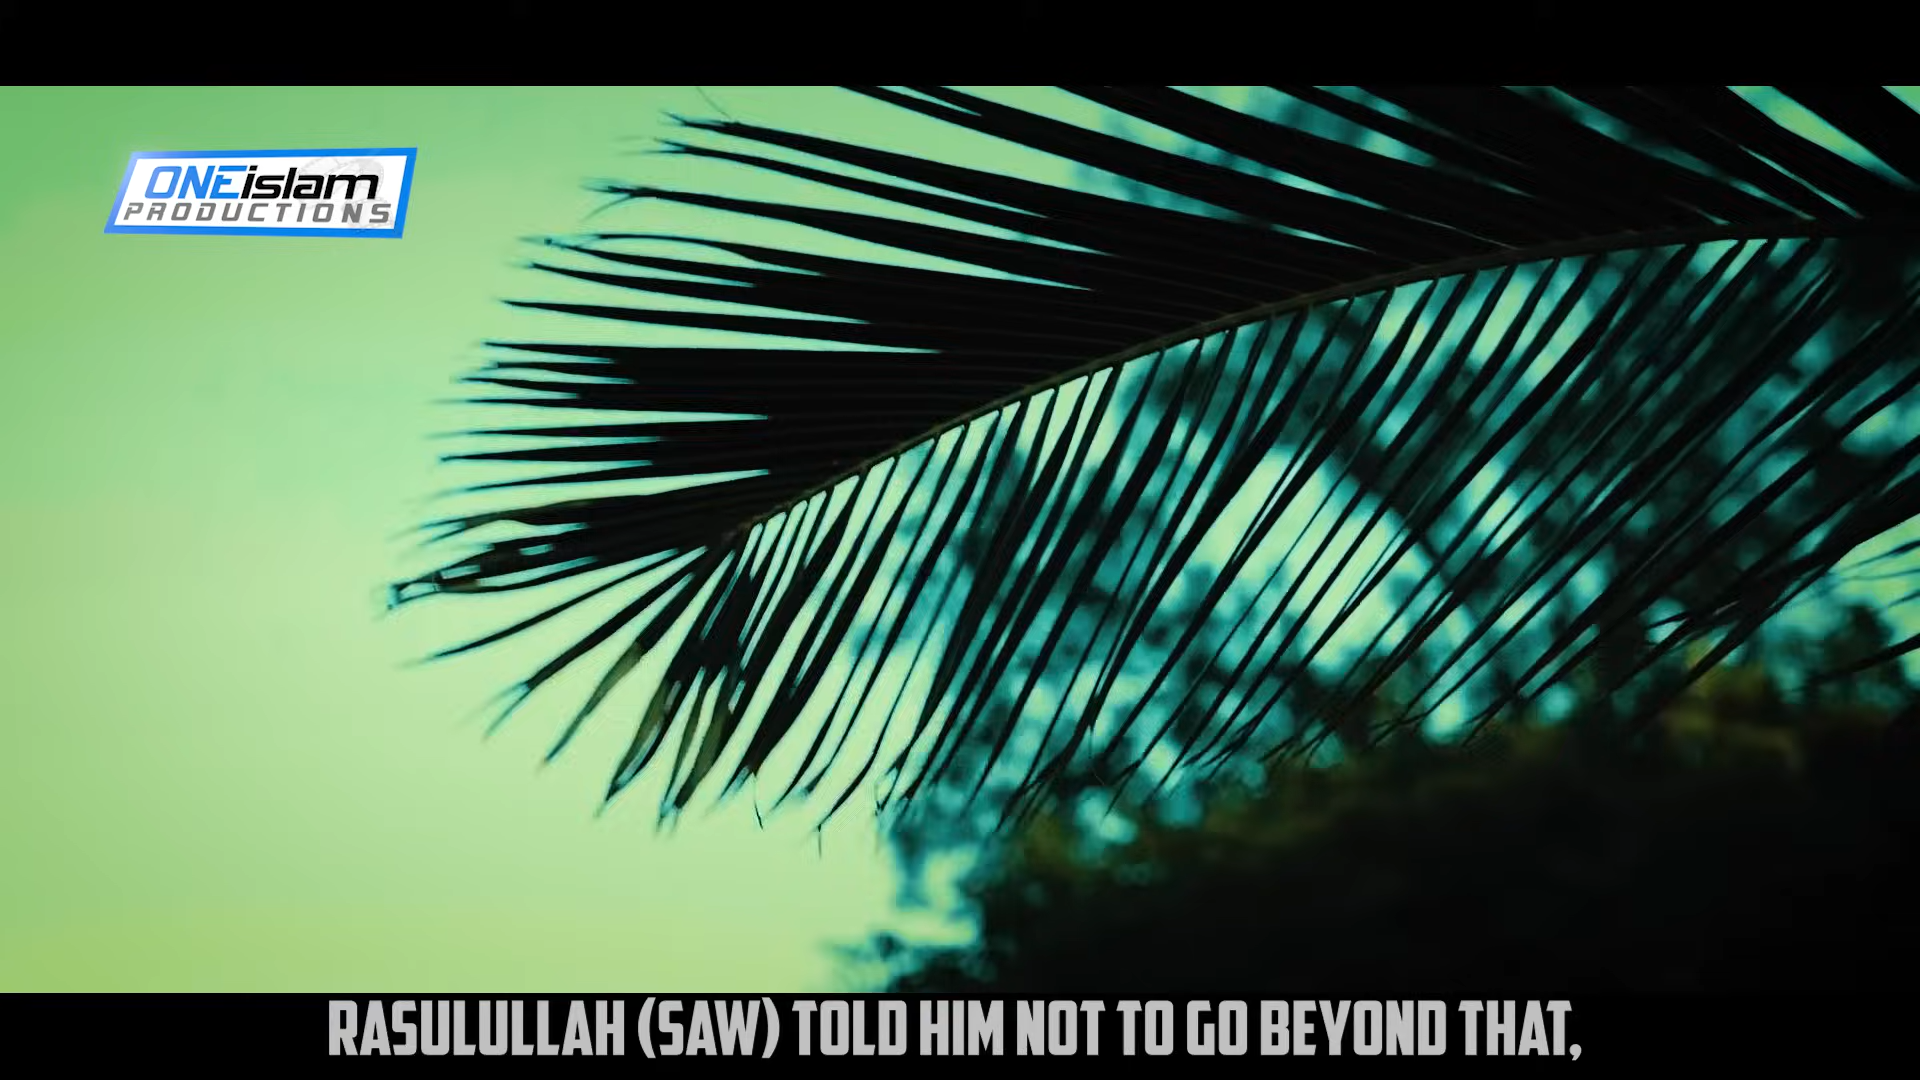 ONEislam
PRODUCTIONS
RASULULLAH (SAW) TOLD HIM NOT TO GO BEYOND THAT,